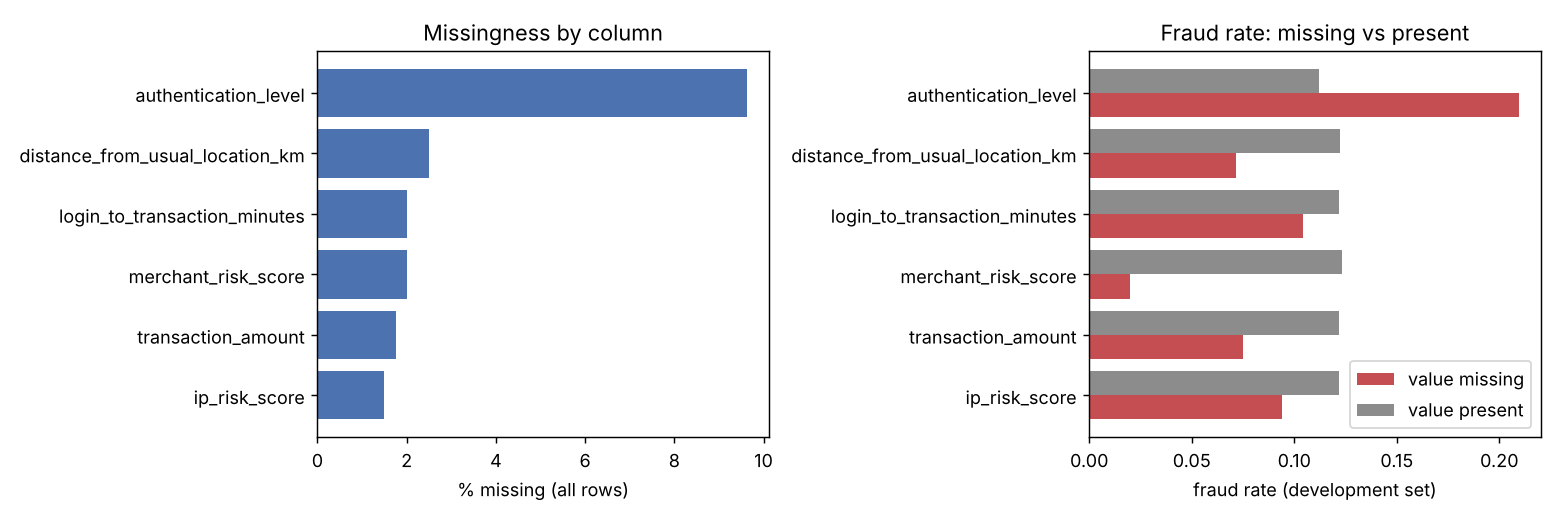 Missingness by column
authentication_level
distance_from_usual_location_km
login_to_transaction_minutes
merchant_risk_score
transaction_amount
ip_risk_score
0 2 4 6 8 10
% missing (all rows)
Fraud rate: missing vs present
authentication_level
distance_from_usual_location_km
login_to_transaction_minutes
merchant_risk_score
transaction_amount
ip_risk_score
value missing
value present
0.00 0.05 0.10 0.15 0.20
fraud rate (development set)